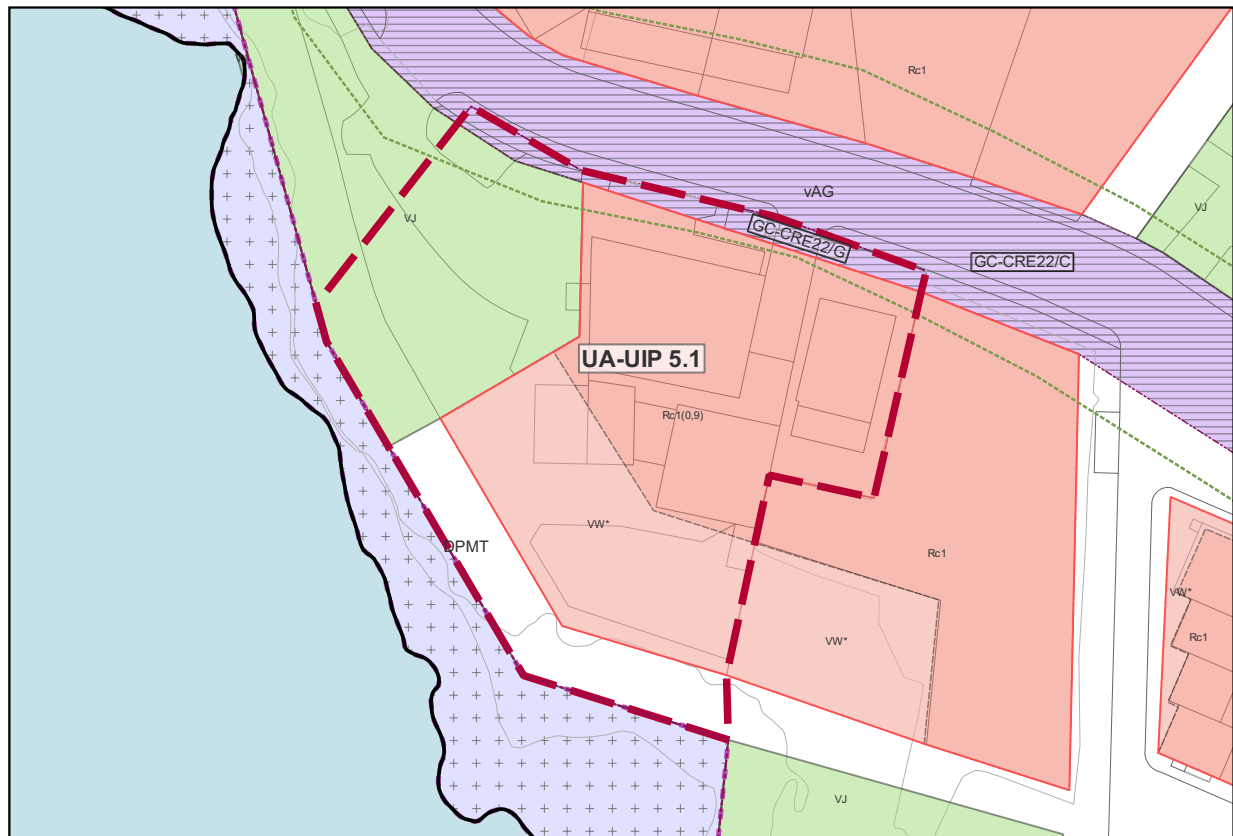 Rc1
vAG
VJ
VJ
GC-CRE22/G
GC-CRE22/C
UA-UIP 5.1
Rc1(0,9)
VW*
DPMT
Rc1
VW*
VW*
Rc1
VJ